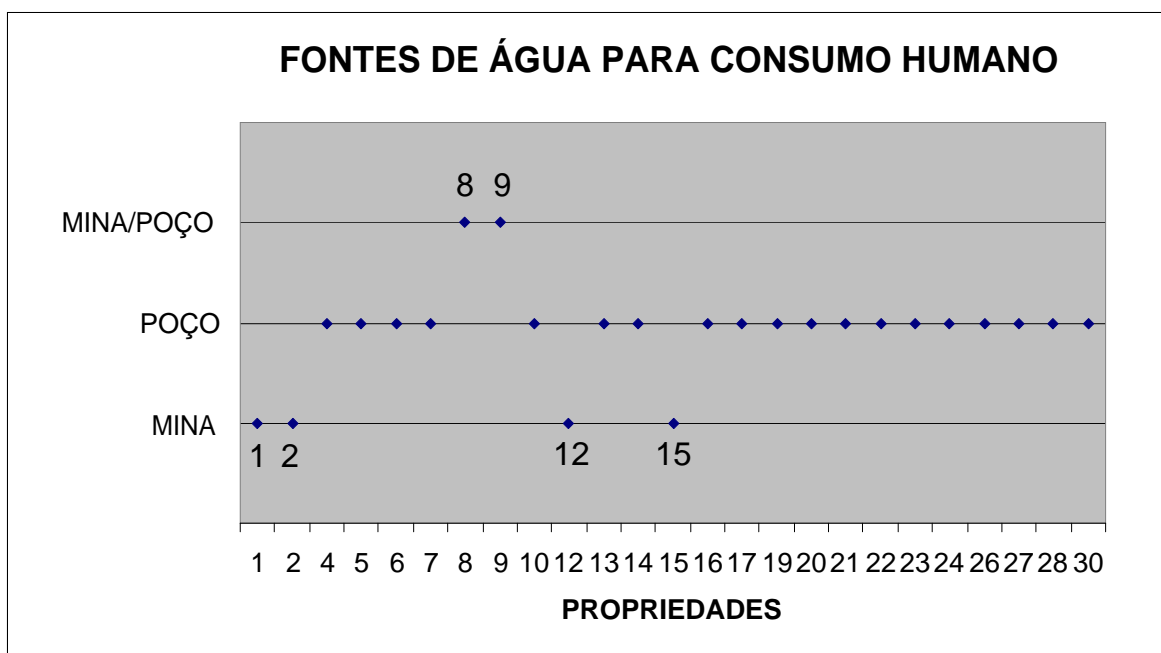 FONTES DE ÁGUA PARA CONSUMO HUMANO
8 9
MINA/POÇO
POÇO
MINA
1 2 12 15
1 2 4 5 6 7 8 9 10 12 13 14 15 16 17 19 20 21 22 23 24 26 27 28 30
PROPRIEDADES